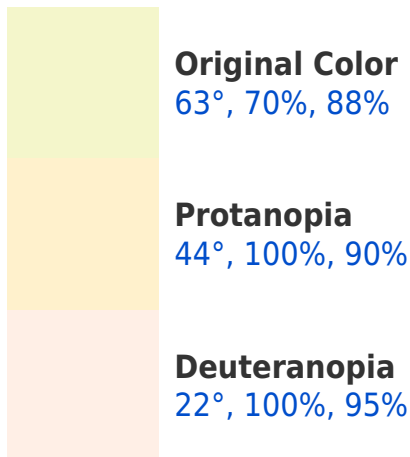 Original Color
63°, 70%, 88%
Protanopia
44°, 100%, 90%
Deuteranopia
22°, 100%, 95%